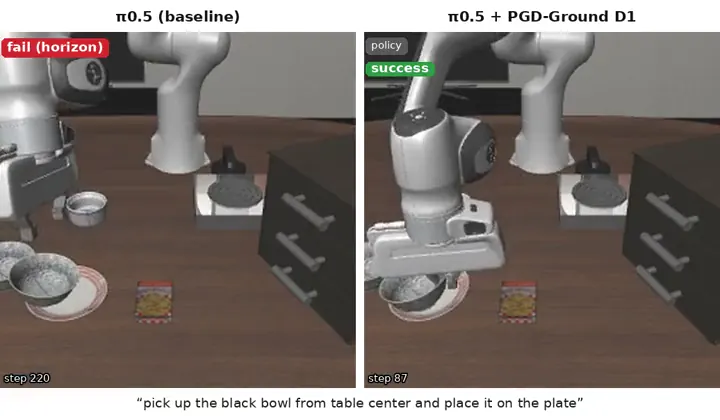 π0.5 (baseline)
π0.5 + PGD-Ground D1
fail (horizon)
policy
success
step 220
step 87
“pick up the black bowl from table center and place it on the plate”